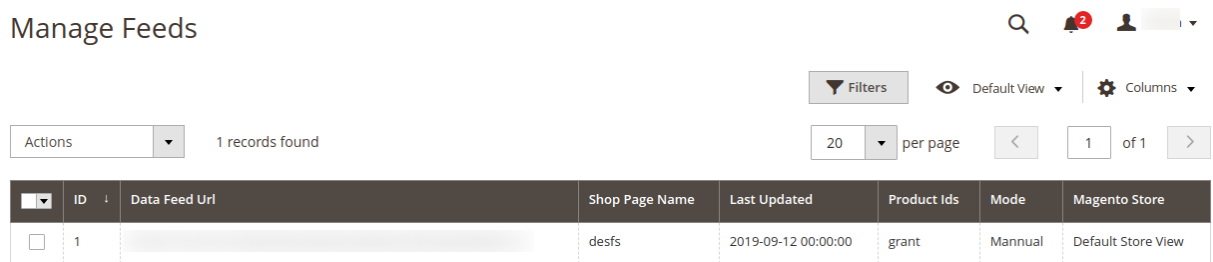 Manage Feeds
2
Filters
Default View
Columns
Actions
1 records found
20
per page
1
of 1
ID ↓ Data Feed Url Shop Page Name Last Updated Product Ids Mode Magento Store
1 desfs 2019-09-12 00:00:00 grant Mannual Default Store View